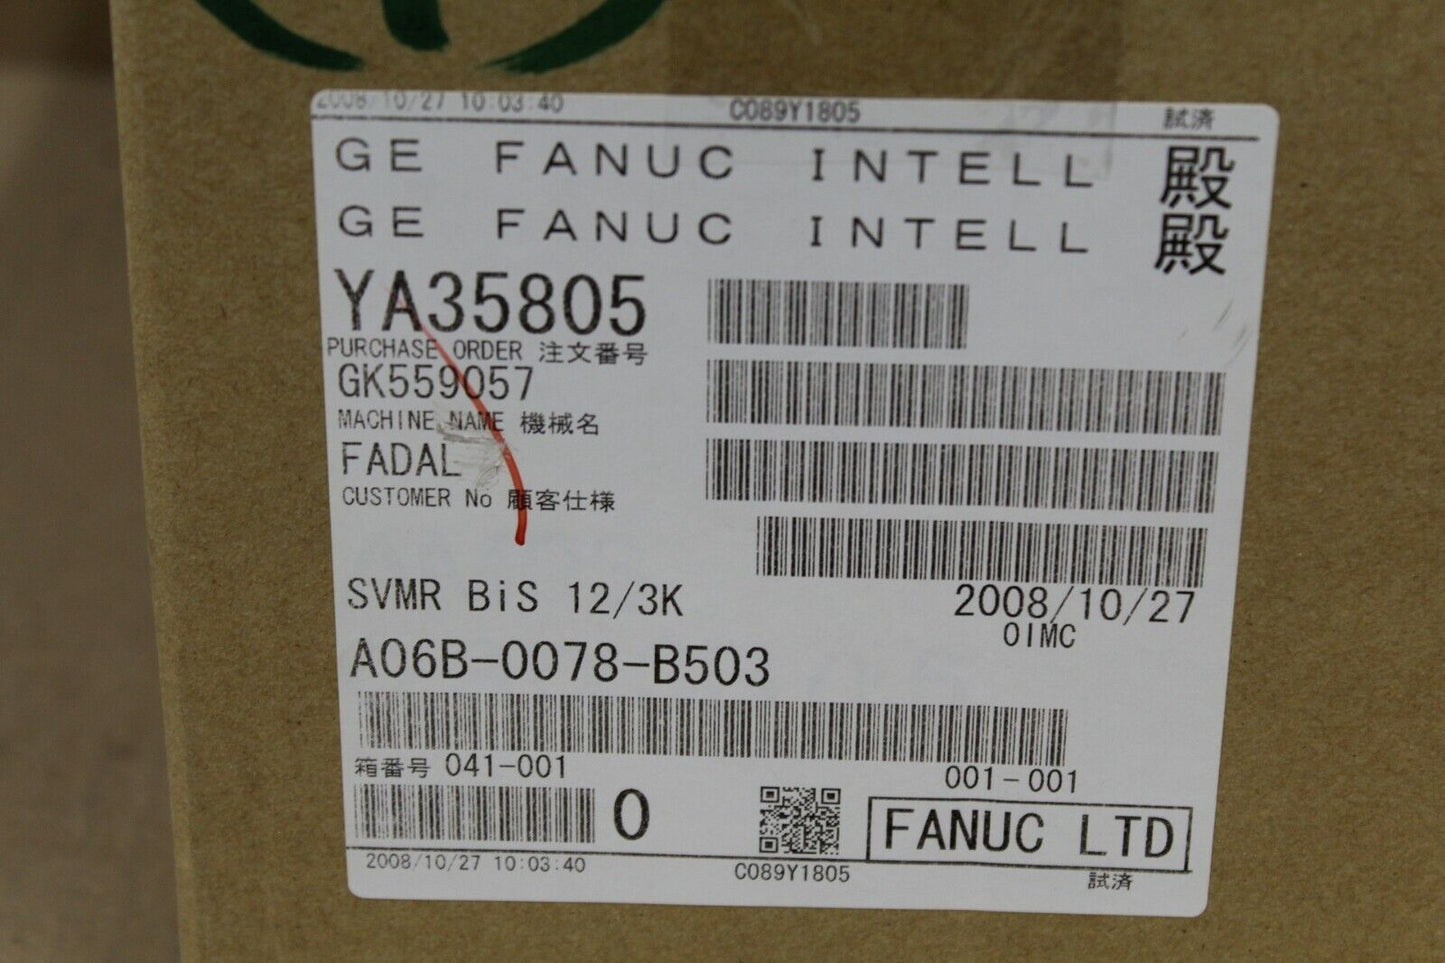 2008/10/27 10:03:40 C089Y1805 試済
GE FANUC INTELL 殿
GE FANUC INTELL 殿
YA35805
PURCHASE ORDER 注文番号
GK559057
MACHINE NAME 機械名
FADAL
CUSTOMER No 顧客仕様
SVMR BiS 12/3K 2008/10/27
OIMC
A06B-0078-B503
箱番号 041-001 001-001
0 FANUC LTD
2008/10/27 10:03:40 C089Y1805 試済